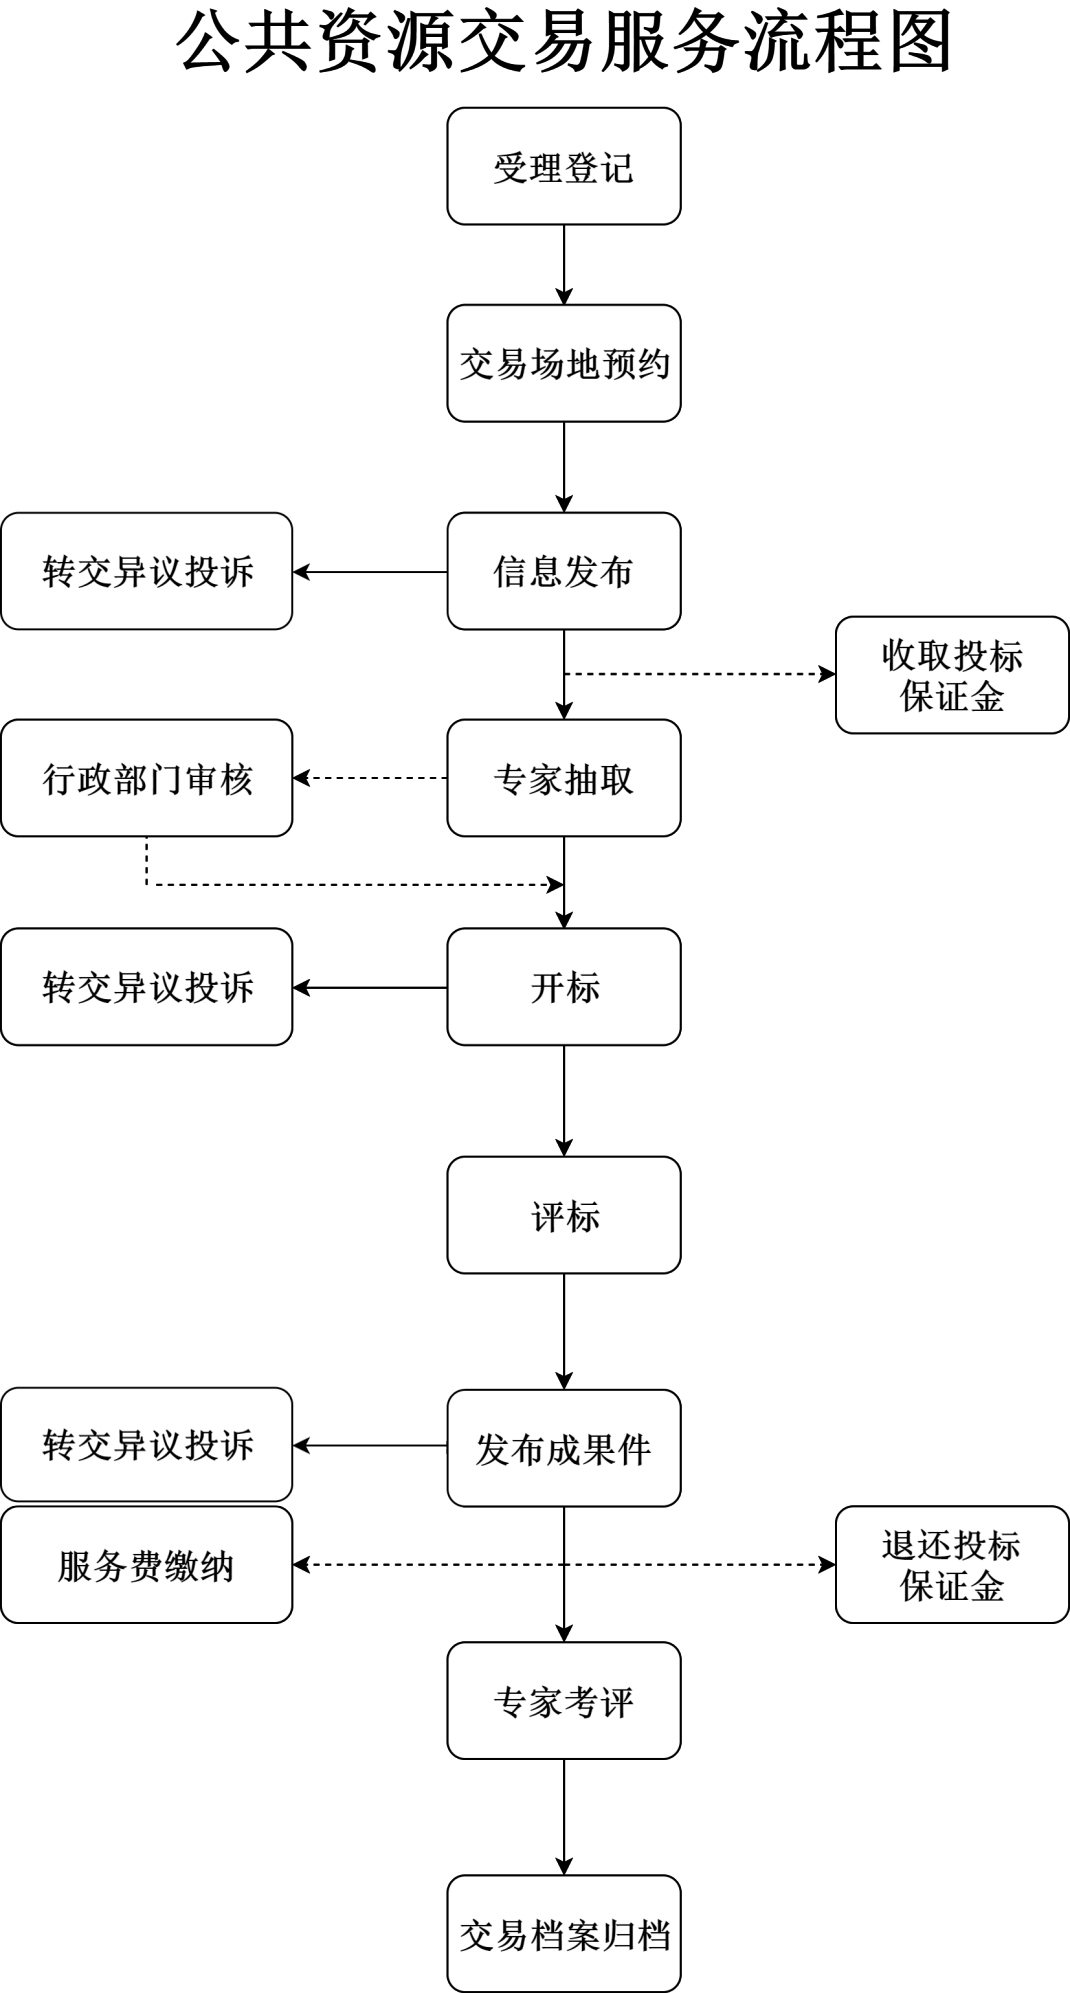 公共资源交易服务流程图
受理登记
交易场地预约
转交异议投诉
信息发布
收取投标
保证金
行政部门审核
专家抽取
转交异议投诉
开标
评标
转交异议投诉
发布成果件
服务费缴纳
退还投标
保证金
专家考评
交易档案归档